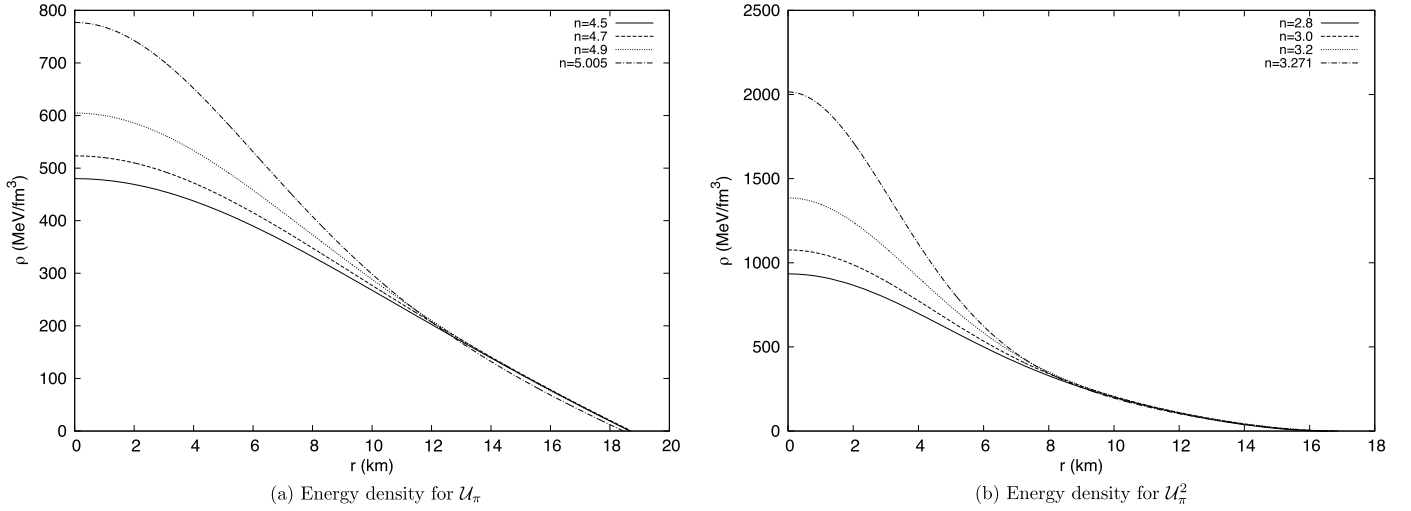 800
700
600
500
400
300
200
100
0
ρ (MeV/fm³)
n=4.5
n=4.7
n=4.9
n=5.005
0 2 4 6 8 10 12 14 16 18 20
r (km)
(a) Energy density for 𝒰π
2500
2000
1500
1000
500
0
ρ (MeV/fm³)
n=2.8
n=3.0
n=3.2
n=3.271
0 2 4 6 8 10 12 14 16 18
r (km)
(b) Energy density for 𝒰π²